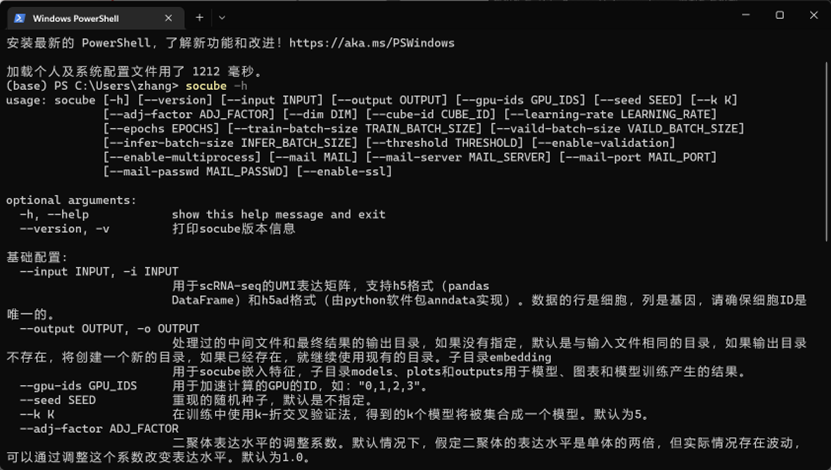 Windows PowerShell
安装最新的 PowerShell，了解新功能和改进！https://aka.ms/PSWindows
加载个人及系统配置文件用了 1212 毫秒。
(base) PS C:\Users\zhang> socube -h
usage: socube [-h] [--version] [--input INPUT] [--output OUTPUT] [--gpu-ids GPU_IDS] [--seed SEED] [--k K]
[--adj-factor ADJ_FACTOR] [--dim DIM] [--cube-id CUBE_ID] [--learning-rate LEARNING_RATE]
[--epochs EPOCHS] [--train-batch-size TRAIN_BATCH_SIZE] [--vaild-batch-size VAILD_BATCH_SIZE]
[--infer-batch-size INFER_BATCH_SIZE] [--threshold THRESHOLD] [--enable-validation]
[--enable-multiprocess] [--mail MAIL] [--mail-server MAIL_SERVER] [--mail-port MAIL_PORT]
[--mail-passwd MAIL_PASSWD] [--enable-ssl]
optional arguments:
-h, --help show this help message and exit
--version, -v 打印socube版本信息
基础配置:
--input INPUT, -i INPUT
用于scRNA-seq的UMI表达矩阵，支持h5格式（pandas
DataFrame）和h5ad格式（由python软件包anndata实现）。数据的行是细胞，列是基因，请确保细胞ID是
唯一的。
--output OUTPUT, -o OUTPUT
处理过的中间文件和最终结果的输出目录，如果没有指定，默认是与输入文件相同的目录，如果输出目录
不存在，将创建一个新的目录，如果已经存在，就继续使用现有的目录。子目录embedding
用于socube嵌入特征，子目录models、plots和outputs用于模型、图表和模型训练产生的结果。
--gpu-ids GPU_IDS 用于加速计算的GPU的ID，如："0,1,2,3"。
--seed SEED 重现的随机种子，默认是不指定。
--k K 在训练中使用k-折交叉验证法，得到的k个模型将被集合成一个模型。默认为5。
--adj-factor ADJ_FACTOR
二聚体表达水平的调整系数。默认情况下，假定二聚体的表达水平是单体的两倍，但实际情况存在波动，
可以通过调整这个系数改变表达水平。默认为1.0。